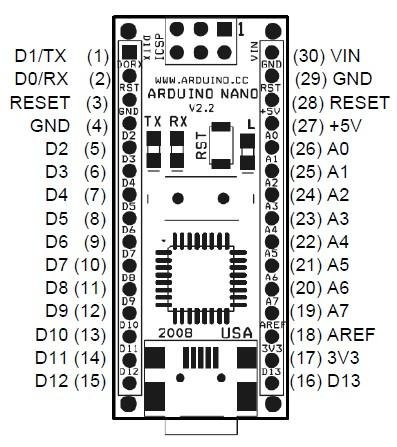 D1/TX (1)
D0/RX (2)
RESET (3)
GND (4)
D2 (5)
D3 (6)
D4 (7)
D5 (8)
D6 (9)
D7 (10)
D8 (11)
D9 (12)
D10 (13)
D11 (14)
D12 (15)
D1TX
DORX
RST
GND
D2
D3
D4
D5
D6
D7
D8
D9
D10
D11
D12
ICSP
1
WWW.ARDUINO.CC
ARDUINO NANO
V2.2
TX RX
RST
L
2008 USA
VIN
GND
RST
+5V
A0
A1
A2
A3
A4
A5
A6
A7
AREF
3V3
D13
(30) VIN
(29) GND
(28) RESET
(27) +5V
(26) A0
(25) A1
(24) A2
(23) A3
(22) A4
(21) A5
(20) A6
(19) A7
(18) AREF
(17) 3V3
(16) D13